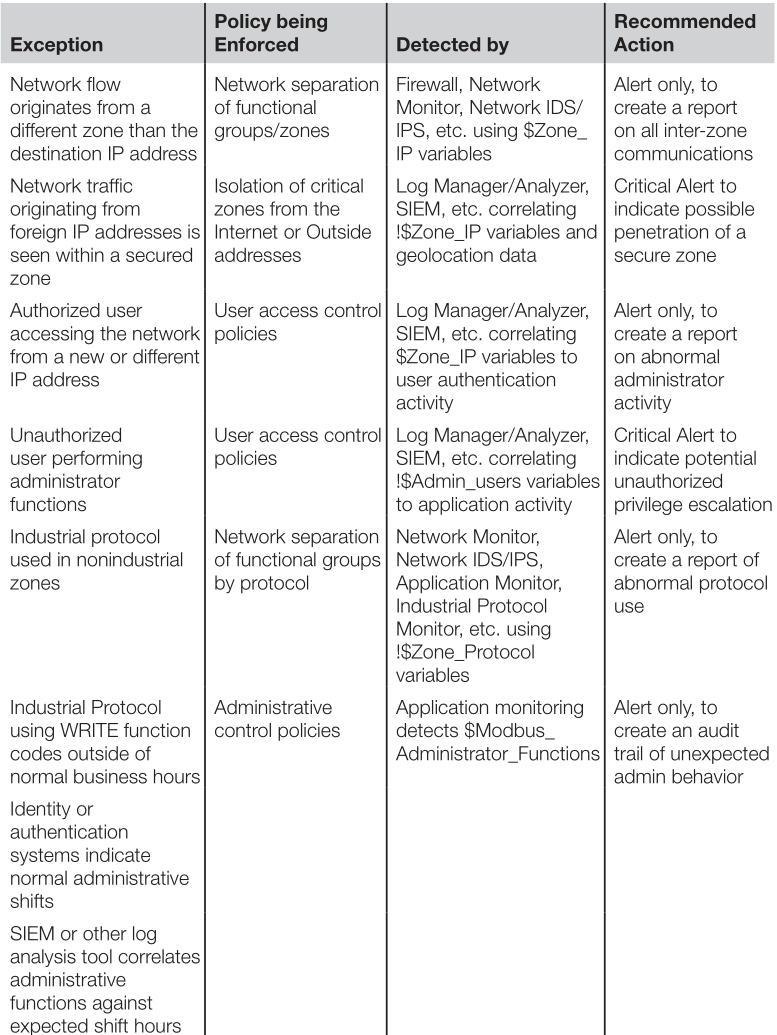 Exception
Policy being
Enforced
Detected by
Recommended
Action
Network flow
originates from a
different zone than the
destination IP address
Network separation
of functional
groups/zones
Firewall, Network
Monitor, Network IDS/
IPS, etc. using $Zone_
IP variables
Alert only, to
create a report
on all inter-zone
communications
Network traffic
originating from
foreign IP addresses is
seen within a secured
zone
Isolation of critical
zones from the
Internet or Outside
addresses
Log Manager/Analyzer,
SIEM, etc. correlating
!$Zone_IP variables and
geolocation data
Critical Alert to
indicate possible
penetration of a
secure zone
Authorized user
accessing the network
from a new or different
IP address
User access control
policies
Log Manager/Analyzer,
SIEM, etc. correlating
$Zone_IP variables to
user authentication
activity
Alert only, to
create a report
on abnormal
administrator
activity
Unauthorized
user performing
administrator
functions
User access control
policies
Log Manager/Analyzer,
SIEM, etc. correlating
!$Admin_users variables
to application activity
Critical Alert to
indicate potential
unauthorized
privilege escalation
Industrial protocol
used in nonindustrial
zones
Network separation
of functional groups
by protocol
Network Monitor,
Network IDS/IPS,
Application Monitor,
Industrial Protocol
Monitor, etc. using
!$Zone_Protocol
variables
Alert only, to
create a report of
abnormal protocol
use
Industrial Protocol
using WRITE function
codes outside of
normal business hours
Administrative
control policies
Application monitoring
detects $Modbus_
Administrator_Functions
Alert only, to
create an audit
trail of unexpected
admin behavior
Identity or
authentication
systems indicate
normal administrative
shifts
SIEM or other log
analysis tool correlates
administrative
functions against
expected shift hours